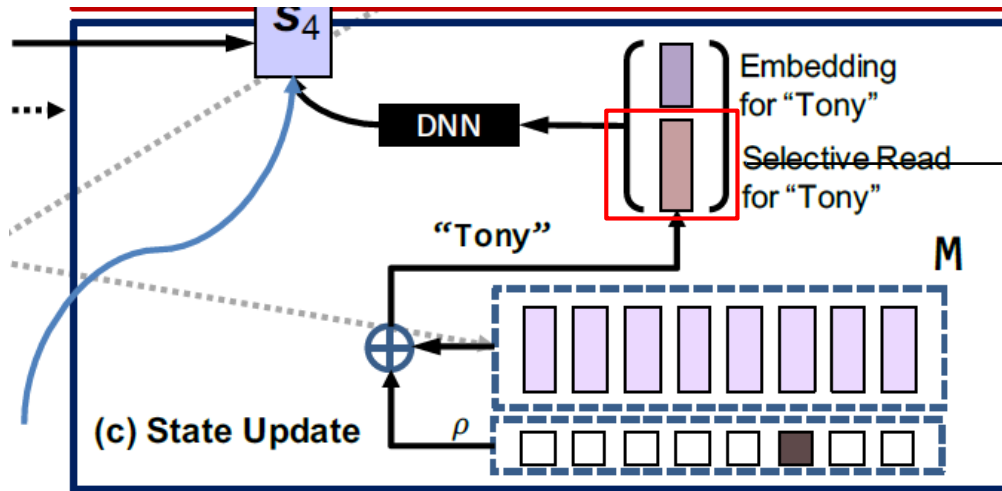 S4
Embedding
for “Tony”
DNN
Selective Read
for “Tony”
“Tony”
M
ρ
(c) State Update